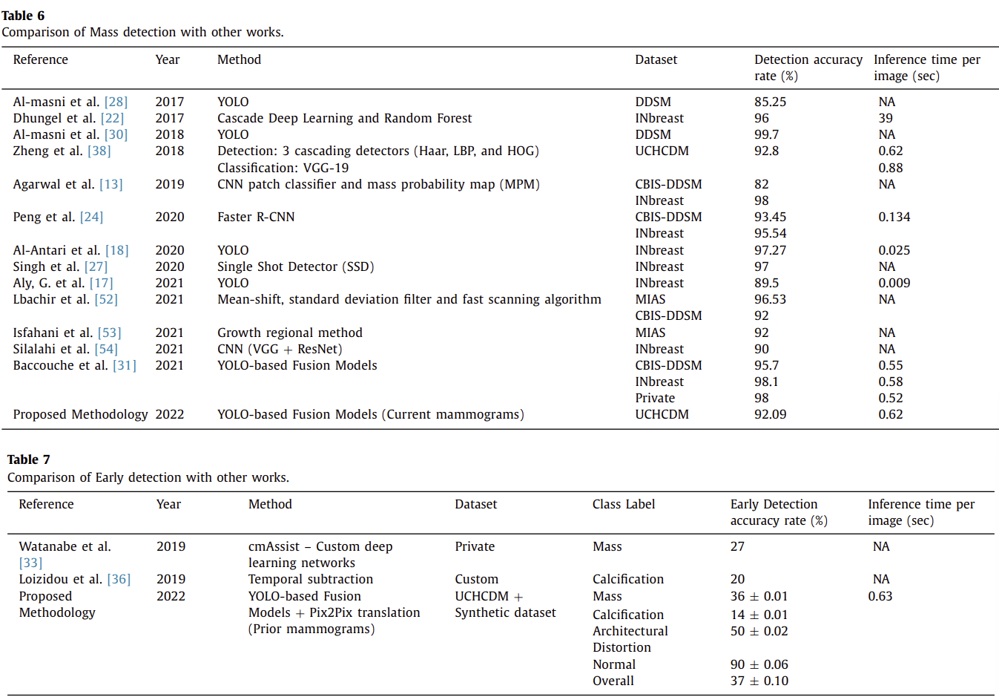 Table 6
Comparison of Mass detection with other works.
Reference Year Method Dataset Detection accuracy Inference time per
rate (%) image (sec)
Al-masni et al. [28] 2017 YOLO DDSM 85.25 NA
Dhungel et al. [22] 2017 Cascade Deep Learning and Random Forest INbreast 96 39
Al-masni et al. [30] 2018 YOLO DDSM 99.7 NA
Zheng et al. [38] 2018 Detection: 3 cascading detectors (Haar, LBP, and HOG) UCHCDM 92.8 0.62
Classification: VGG-19 0.88
Agarwal et al. [13] 2019 CNN patch classifier and mass probability map (MPM) CBIS-DDSM 82 NA
INbreast 98
Peng et al. [24] 2020 Faster R-CNN CBIS-DDSM 93.45 0.134
INbreast 95.54
Al-Antari et al. [18] 2020 YOLO INbreast 97.27 0.025
Singh et al. [27] 2020 Single Shot Detector (SSD) INbreast 97 NA
Aly, G. et al. [17] 2021 YOLO INbreast 89.5 0.009
Lbachir et al. [52] 2021 Mean-shift, standard deviation filter and fast scanning algorithm MIAS 96.53 NA
CBIS-DDSM 92
Isfahani et al. [53] 2021 Growth regional method MIAS 92 NA
Silalahi et al. [54] 2021 CNN (VGG + ResNet) INbreast 90 NA
Baccouche et al. [31] 2021 YOLO-based Fusion Models CBIS-DDSM 95.7 0.55
INbreast 98.1 0.58
Private 98 0.52
Proposed Methodology 2022 YOLO-based Fusion Models (Current mammograms) UCHCDM 92.09 0.62
Table 7
Comparison of Early detection with other works.
Reference Year Method Dataset Class Label Early Detection Inference time per
accuracy rate (%) image (sec)
Watanabe et al. 2019 cmAssist – Custom deep Private Mass 27 NA
[33] learning networks
Loizidou et al. [36] 2019 Temporal subtraction Custom Calcification 20 NA
Proposed 2022 YOLO-based Fusion UCHCDM + Mass 36 ± 0.01 0.63
Methodology Models + Pix2Pix translation Synthetic dataset Calcification 14 ± 0.01
(Prior mammograms) Architectural 50 ± 0.02
Distortion
Normal 90 ± 0.06
Overall 37 ± 0.10